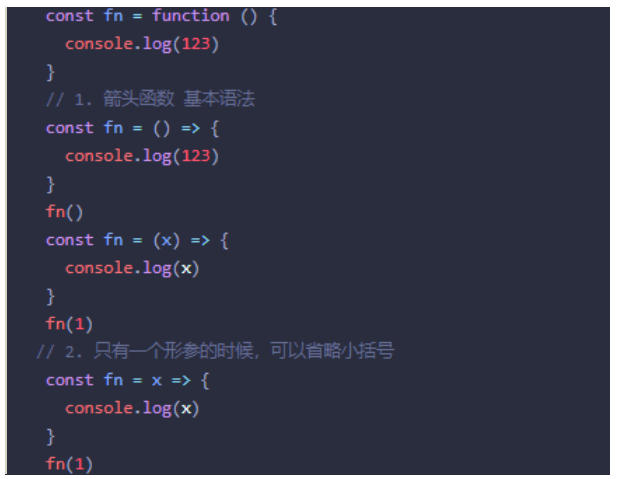 const fn = function () {
console.log(123)
}
// 1. 箭头函数 基本语法
const fn = () => {
console.log(123)
}
fn()
const fn = (x) => {
console.log(x)
}
fn(1)
// 2. 只有一个形参的时候，可以省略小括号
const fn = x => {
console.log(x)
}
fn(1)